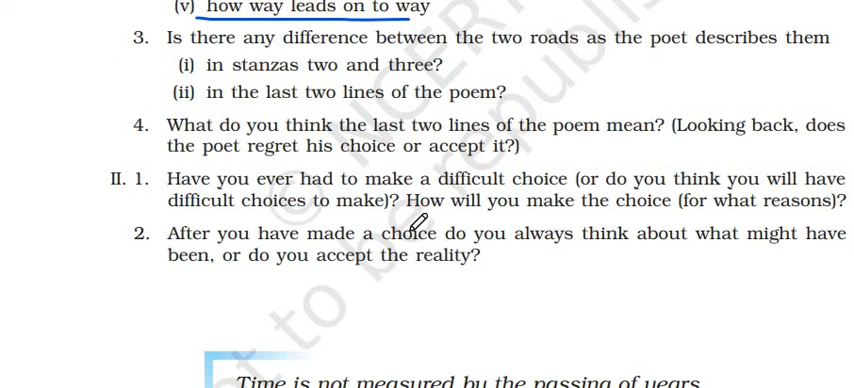 (v) how way leads on to way
3. Is there any difference between the two roads as the poet describes them
(i) in stanzas two and three?
(ii) in the last two lines of the poem?
4. What do you think the last two lines of the poem mean? (Looking back, does
the poet regret his choice or accept it?)
II. 1. Have you ever had to make a difficult choice (or do you think you will have
difficult choices to make)? How will you make the choice (for what reasons)?
2. After you have made a choice do you always think about what might have
been, or do you accept the reality?
Time is not measured by the passing of years
© NCERT
not to be republis